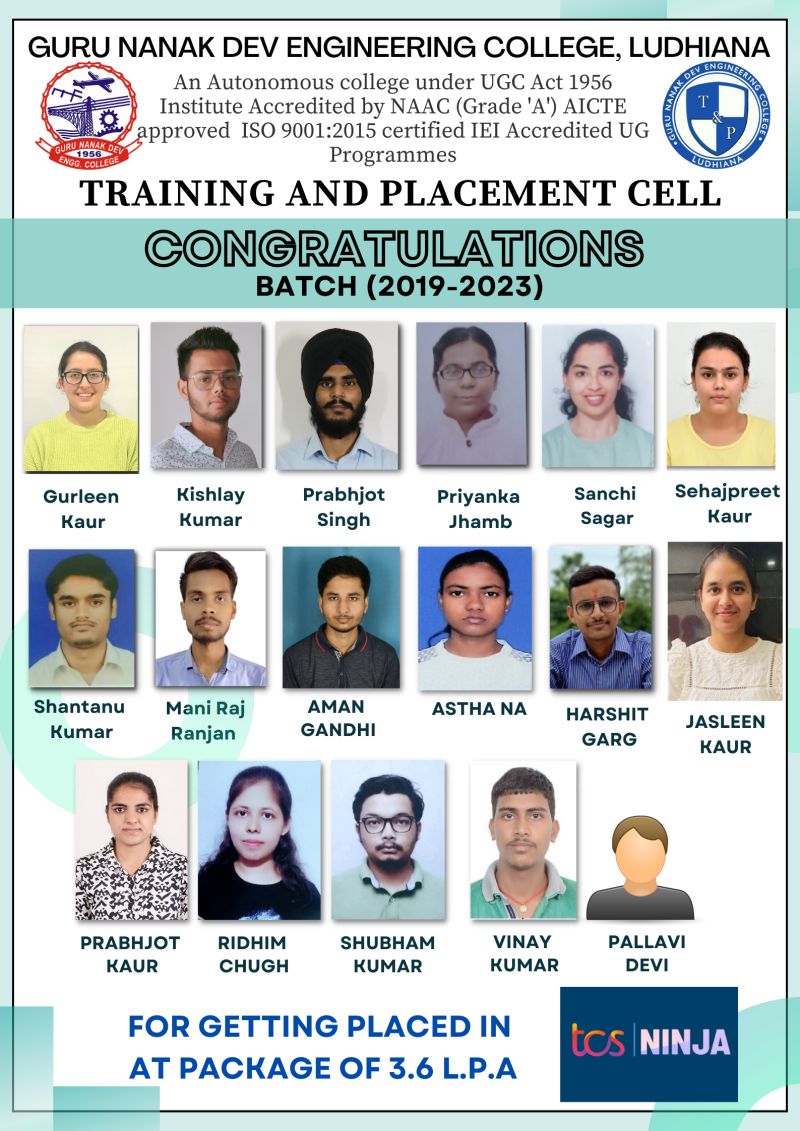 GURU NANAK DEV ENGINEERING COLLEGE, LUDHIANA
An Autonomous college under UGC Act 1956
Institute Accredited by NAAC (Grade 'A') AICTE
approved ISO 9001:2015 certified IEI Accredited UG
Programmes
GURU NANAK DEV
1956
ENGG. COLLEGE
GURU NANAK DEV ENGINEERING COLLEGE
T & P
LUDHIANA
TRAINING AND PLACEMENT CELL
CONGRATULATIONS
BATCH (2019-2023)
Gurleen
Kaur
Kishlay
Kumar
Prabhjot
Singh
Priyanka
Jhamb
Sanchi
Sagar
Sehajpreet
Kaur
Shantanu
Kumar
Mani Raj
Ranjan
AMAN
GANDHI
ASTHA NA
HARSHIT
GARG
JASLEEN
KAUR
PRABHJOT
KAUR
RIDHIM
CHUGH
SHUBHAM
KUMAR
VINAY
KUMAR
PALLAVI
DEVI
FOR GETTING PLACED IN
AT PACKAGE OF 3.6 L.P.A
tcs | NINJA